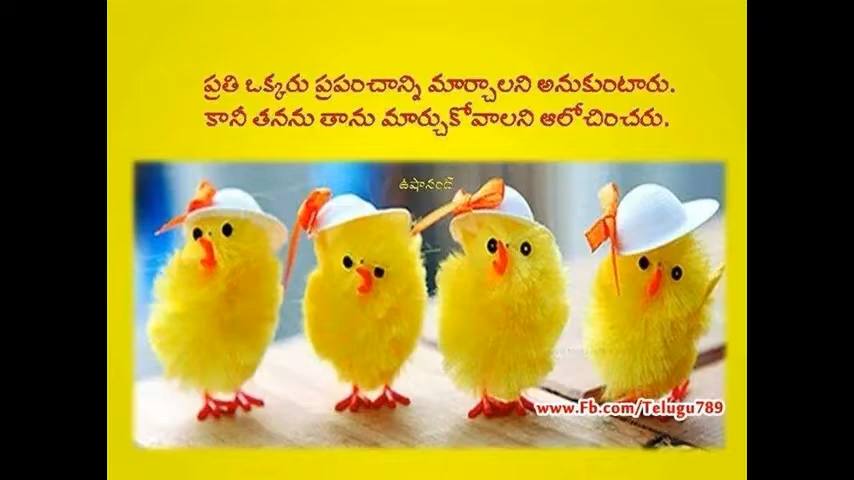 ప్రతి ఒక్కరు ప్రపంచాన్ని మార్చాలని అనుకుంటారు.
కానీ తనను తాను మార్చుకోవాలని ఆలోచించరు.
ఉషానంద్
www.Fb.com/Telugu789